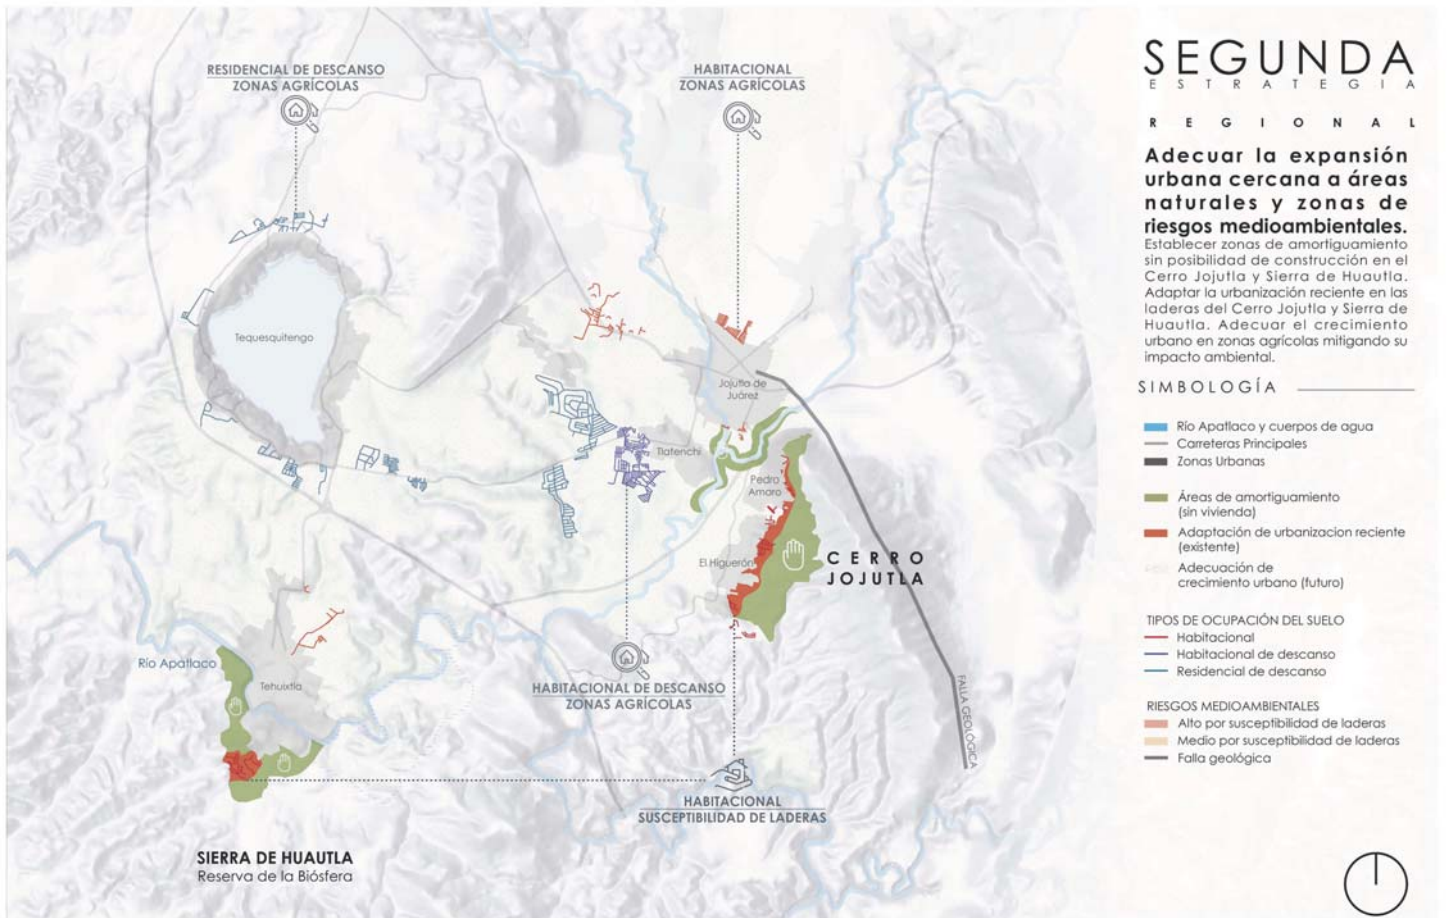 SEGUNDA
ESTRATEGIA
REGIONAL
Adecuar la expansión
urbana cercana a áreas
naturales y zonas de
riesgos medioambientales.
Establecer zonas de amortiguamiento
sin posibilidad de construcción en el
Cerro Jojutla y Sierra de Huautla.
Adaptar la urbanización reciente en las
laderas del Cerro Jojutla y Sierra de
Huautla. Adecuar el crecimiento
urbano en zonas agrícolas mitigando su
impacto ambiental.
SIMBOLOGÍA
Río Apatlaco y cuerpos de agua
Carreteras Principales
Zonas Urbanas
Áreas de amortiguamiento
(sin vivienda)
Adaptación de urbanizacion reciente
(existente)
Adecuación de
crecimiento urbano (futuro)
TIPOS DE OCUPACIÓN DEL SUELO
Habitacional
Habitacional de descanso
Residencial de descanso
RIESGOS MEDIOAMBIENTALES
Alto por susceptibilidad de laderas
Medio por susceptibilidad de laderas
Falla geológica
RESIDENCIAL DE DESCANSO
ZONAS AGRÍCOLAS
HABITACIONAL
ZONAS AGRÍCOLAS
Tequesquitengo
Jojutla de
Juárez
Tlatenchi
Pedro
Amaro
El Higuerón
CERRO
JOJUTLA
Río Apatlaco
Tehuixtla
HABITACIONAL DE DESCANSO
ZONAS AGRÍCOLAS
FALLA GEOLÓGICA
HABITACIONAL
SUSCEPTIBILIDAD DE LADERAS
SIERRA DE HUAUTLA
Reserva de la Biósfera